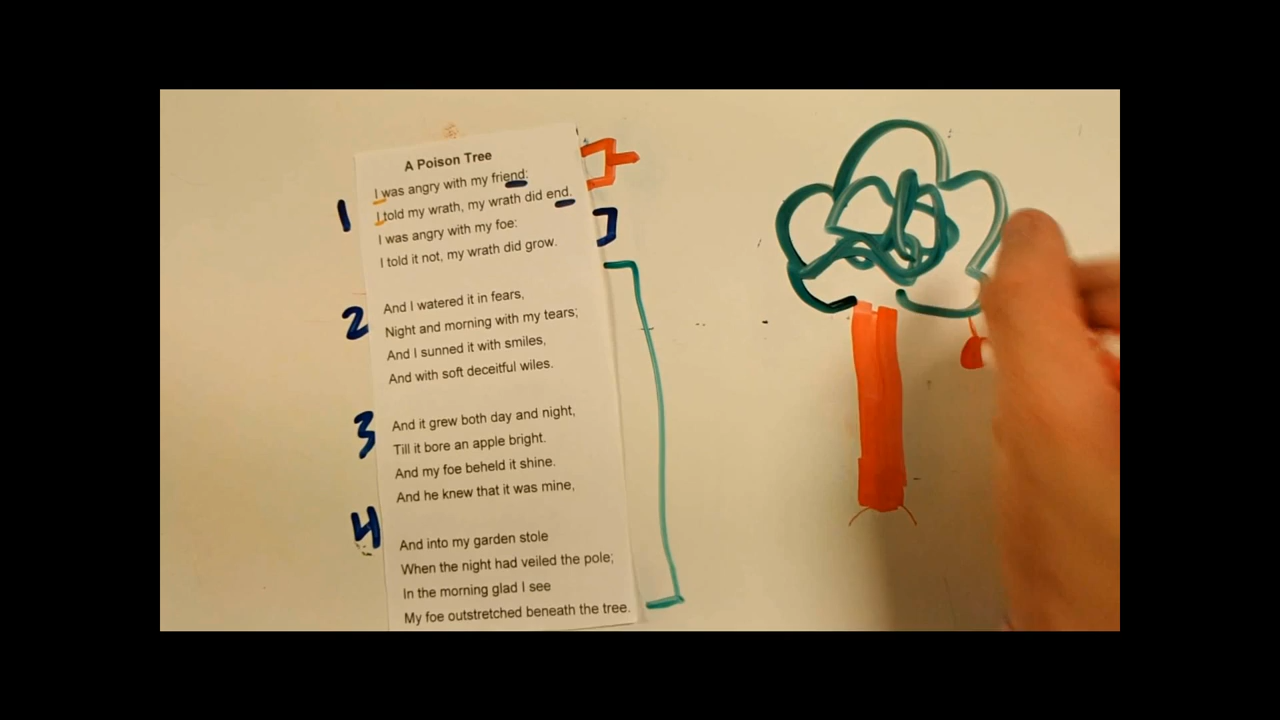 A Poison Tree
1
I was angry with my friend:
I told my wrath, my wrath did end.
I was angry with my foe:
I told it not, my wrath did grow.
2
And I watered it in fears,
Night and morning with my tears;
And I sunned it with smiles,
And with soft deceitful wiles.
3
And it grew both day and night,
Till it bore an apple bright.
And my foe beheld it shine.
And he knew that it was mine,
4
And into my garden stole
When the night had veiled the pole;
In the morning glad I see
My foe outstretched beneath the tree.